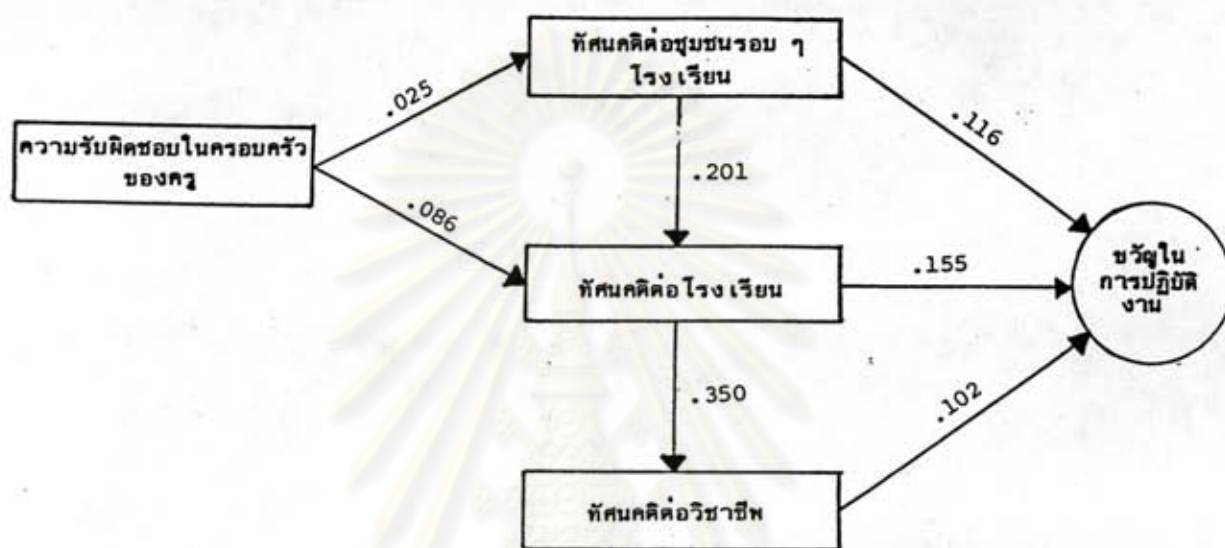 ทัศนคติต่อชุมชนรอบ ๆ
โรงเรียน
.025
.116
ความรับผิดชอบในครอบครัว
ของครู
.201
.086
ทัศนคติต่อโรงเรียน
.155
ขวัญใน
การปฏิบัติ
งาน
.350
.102
ทัศนคติต่อวิชาชีพ